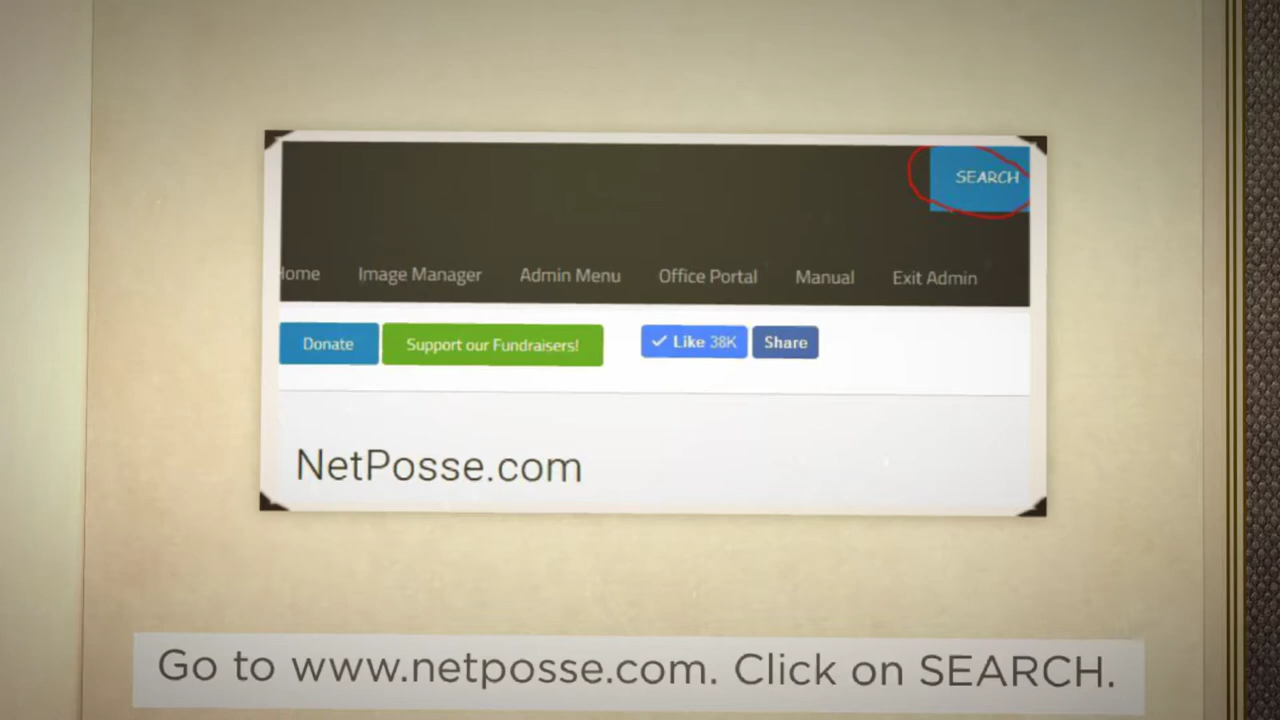 SEARCH
Home Image Manager Admin Menu Office Portal Manual Exit Admin
Donate Support our Fundraisers! Like 38K Share
NetPosse.com
Go to www.netposse.com. Click on SEARCH.